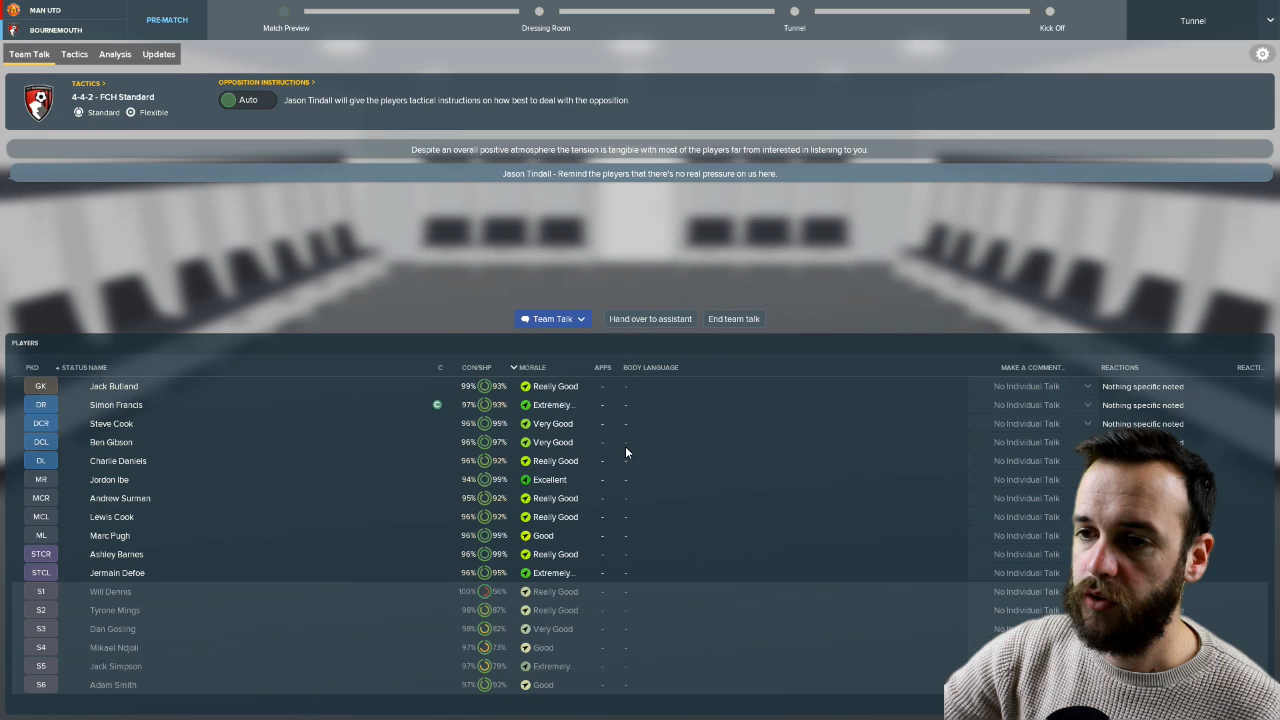 MAN UTD
BOURNEMOUTH
PRE-MATCH
Match Preview
Dressing Room
Tunnel
Kick Off
Tunnel
Team Talk Tactics Analysis Updates
TACTICS >
4-4-2 - FCH Standard
Standard Flexible
OPPOSITION INSTRUCTIONS >
Auto Jason Tindall will give the players tactical instructions on how best to deal with the opposition.
Despite an overall positive atmosphere the tension is tangible with most of the players far from interested in listening to you.
Jason Tindall - Remind the players that there's no real pressure on us here.
Team Talk Hand over to assistant End team talk
PLAYERS
PKD STATUS NAME C CON/SHP MORALE APPS BODY LANGUAGE MAKE A COMMENT... REACTIONS REACTI...
GK Jack Butland 99% 93% Really Good - - No Individual Talk Nothing specific noted
DR Simon Francis C 97% 93% Extremely... - - No Individual Talk Nothing specific noted
DCR Steve Cook 96% 99% Very Good - - No Individual Talk Nothing specific noted
DCL Ben Gibson 96% 97% Very Good - - No Individual Talk
DL Charlie Daniels 96% 92% Really Good - - No Individual Talk
MR Jordon Ibe 94% 99% Excellent - - No Individual Talk
MCR Andrew Surman 95% 92% Really Good - - No Individual Talk
MCL Lewis Cook 96% 92% Really Good - - No Individual Talk
ML Marc Pugh 96% 99% Good - - No Individual Talk
STCR Ashley Barnes 96% 99% Really Good - - No Individual Talk
STCL Jermain Defoe 96% 95% Extremely... - - No Individual Talk
S1 Will Dennis 100% 56% Really Good - - No Individual Talk
S2 Tyrone Mings 98% 87% Really Good - - No Individual
S3 Dan Gosling 98% 82% Very Good - - No
S4 Mikael Ndjoli 97% 73% Good - -
S5 Jack Simpson 97% 79% Extremely... - -
S6 Adam Smith 97% 92% Good - -